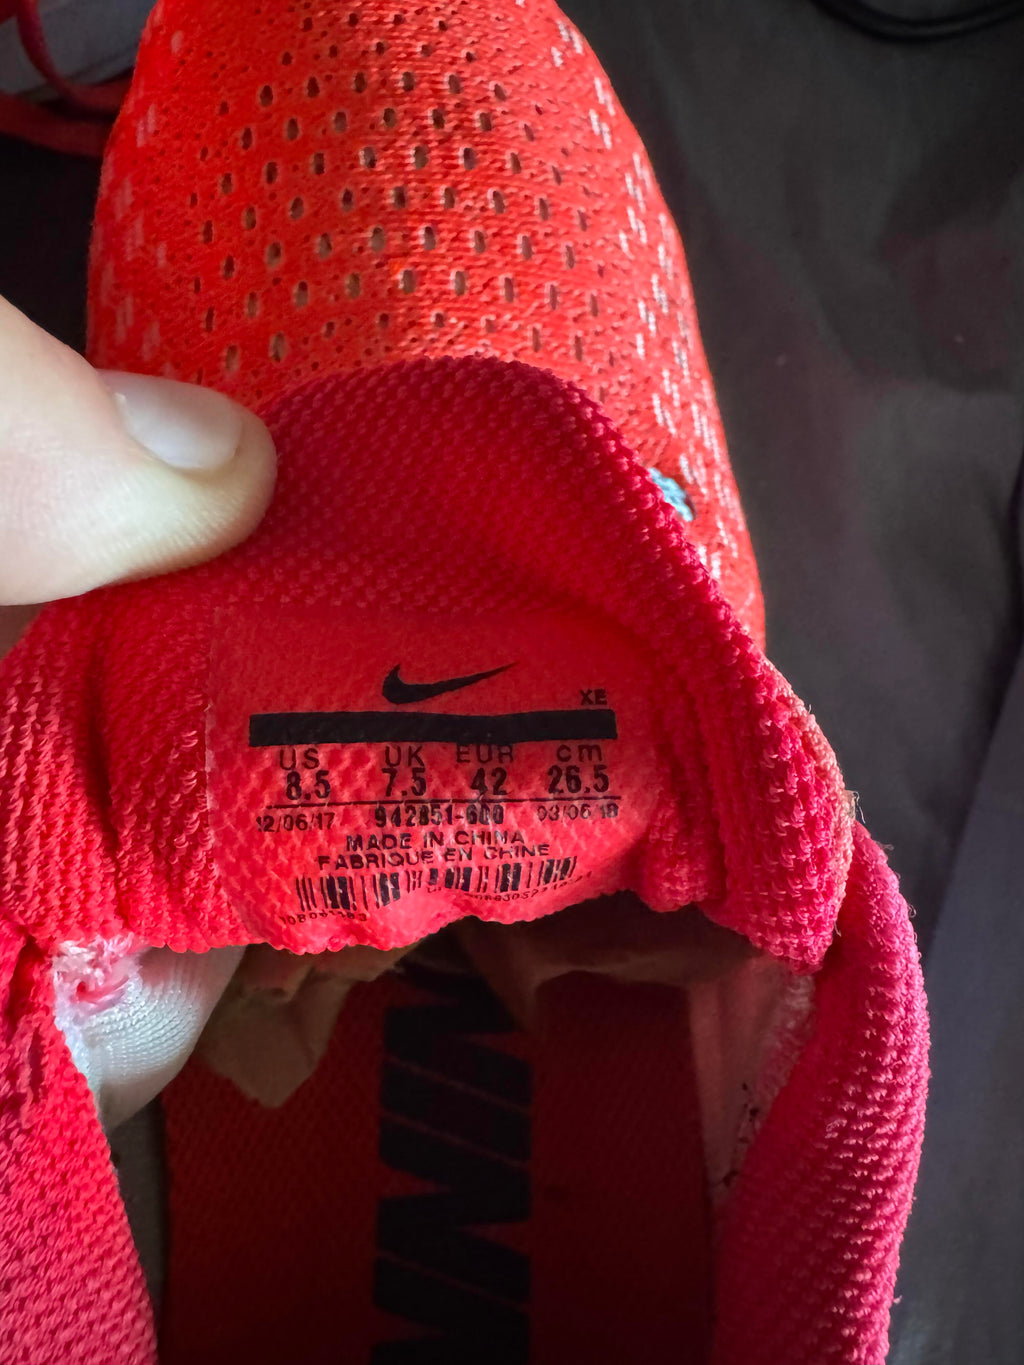 XE
US UK EUR cm
8.5 7.5 42 26.5
12/06/17 942851-600 03/06/18
MADE IN CHINA
FABRIQUE EN CHINE